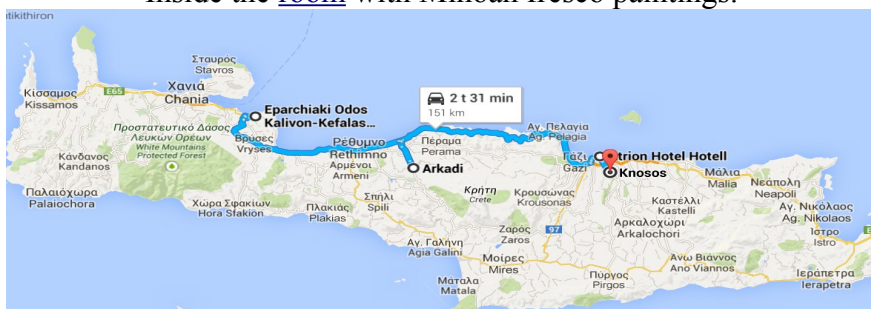 Inside the room with Minoan fresco paintings.
ntikithiron
Σταυρός
Stavros
Κίσσαμος
Kissamos
E65
Χανιά
Chania
Eparchiaki Odos
Kalivon-Kefalas...
2 t 31 min
151 km
Προστατευτικό Δάσος
Λευκών Ορέων
White Mountains
Protected Forest
Βρύσες
Vryses
Ρέθυμνο
Rethimno
Πέραμα
Perama
Αγ. Πελαγία
Ag. Pelagia
Γάζι
Gazi
trion Hotel Hotell
Knosos
Κάνδανος
Kandanos
Αρμένοι
Armeni
Arkadi
Μάλια
Malia
Νεάπολη
Neapoli
Παλαιόχωρα
Palaiochora
Χώρα Σφακίων
Hora Sfakion
Πλακιάς
Plakias
Σπήλι
Spili
Κρήτη
Crete
Κρουσώνας
Krousonas
Καστέλλι
Kastelli
Αγ. Νικόλαος
Ag. Nikolaos
Αρκαλοχώρι
Arkalochori
Ζαρός
Zaros
97
Ίστρο
Istro
Αγ. Γαλήνη
Agia Galini
Μοίρες
Mires
Άνω Βιάννος
Ano Viannos
Πύργος
Pirgos
Ιεράπετρα
Ierapetra
Μάταλα
Matala